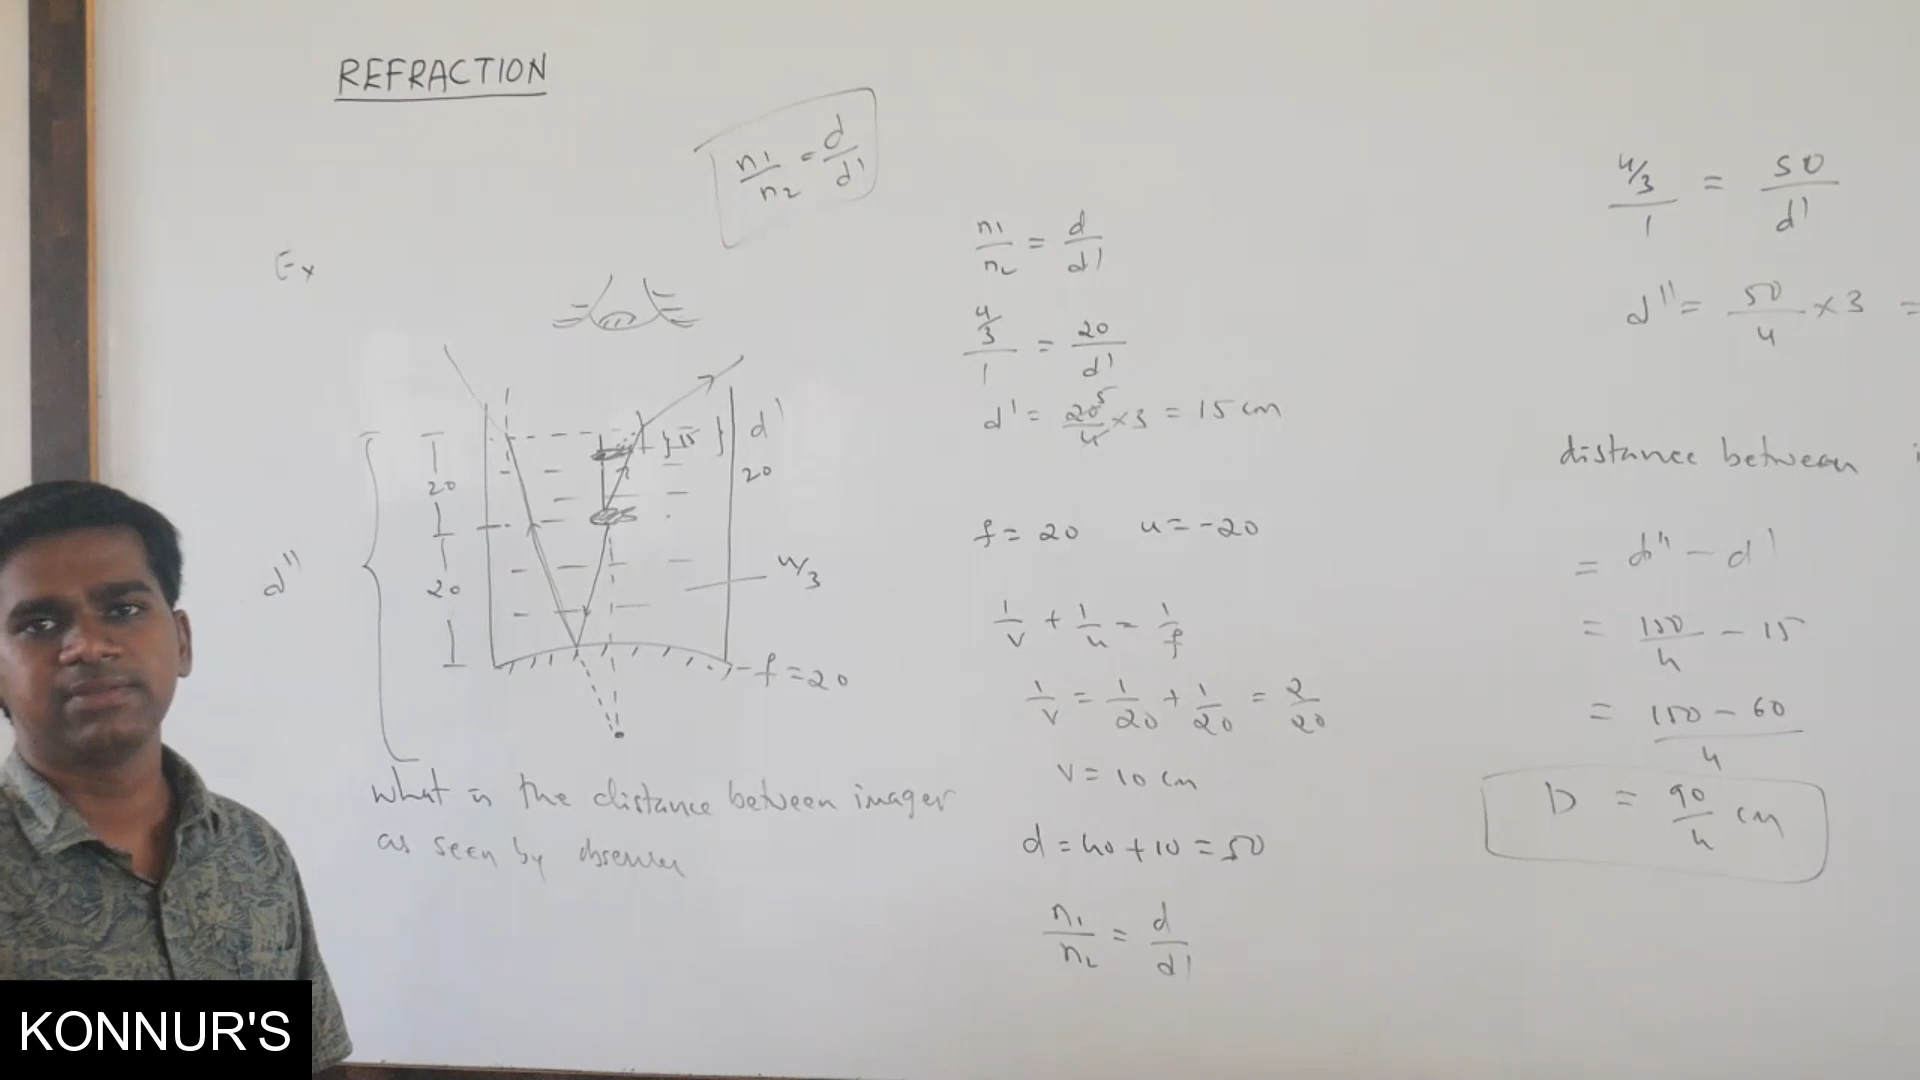 REFRACTION
n1/n2 = d/d'
Ex
d'
15
20
20
20
d''
4/3
f = 20
What is the distance between images
as seen by observer
n1/n2 = d/d'
4/3/1 = 20/d'
d' = 20/4 × 3 = 15 cm
5
f = 20 u = -20
1/v + 1/u = 1/f
1/v = 1/20 + 1/20 = 2/20
v = 10 cm
d = 40 + 10 = 50
n1/n2 = d/d'
4/3/1 = 50/d'
d'' = 50/4 × 3 =
distance between
= d'' - d'
= 150/4 - 15
= 150 - 60/4
D = 90/4 cm
KONNUR'S